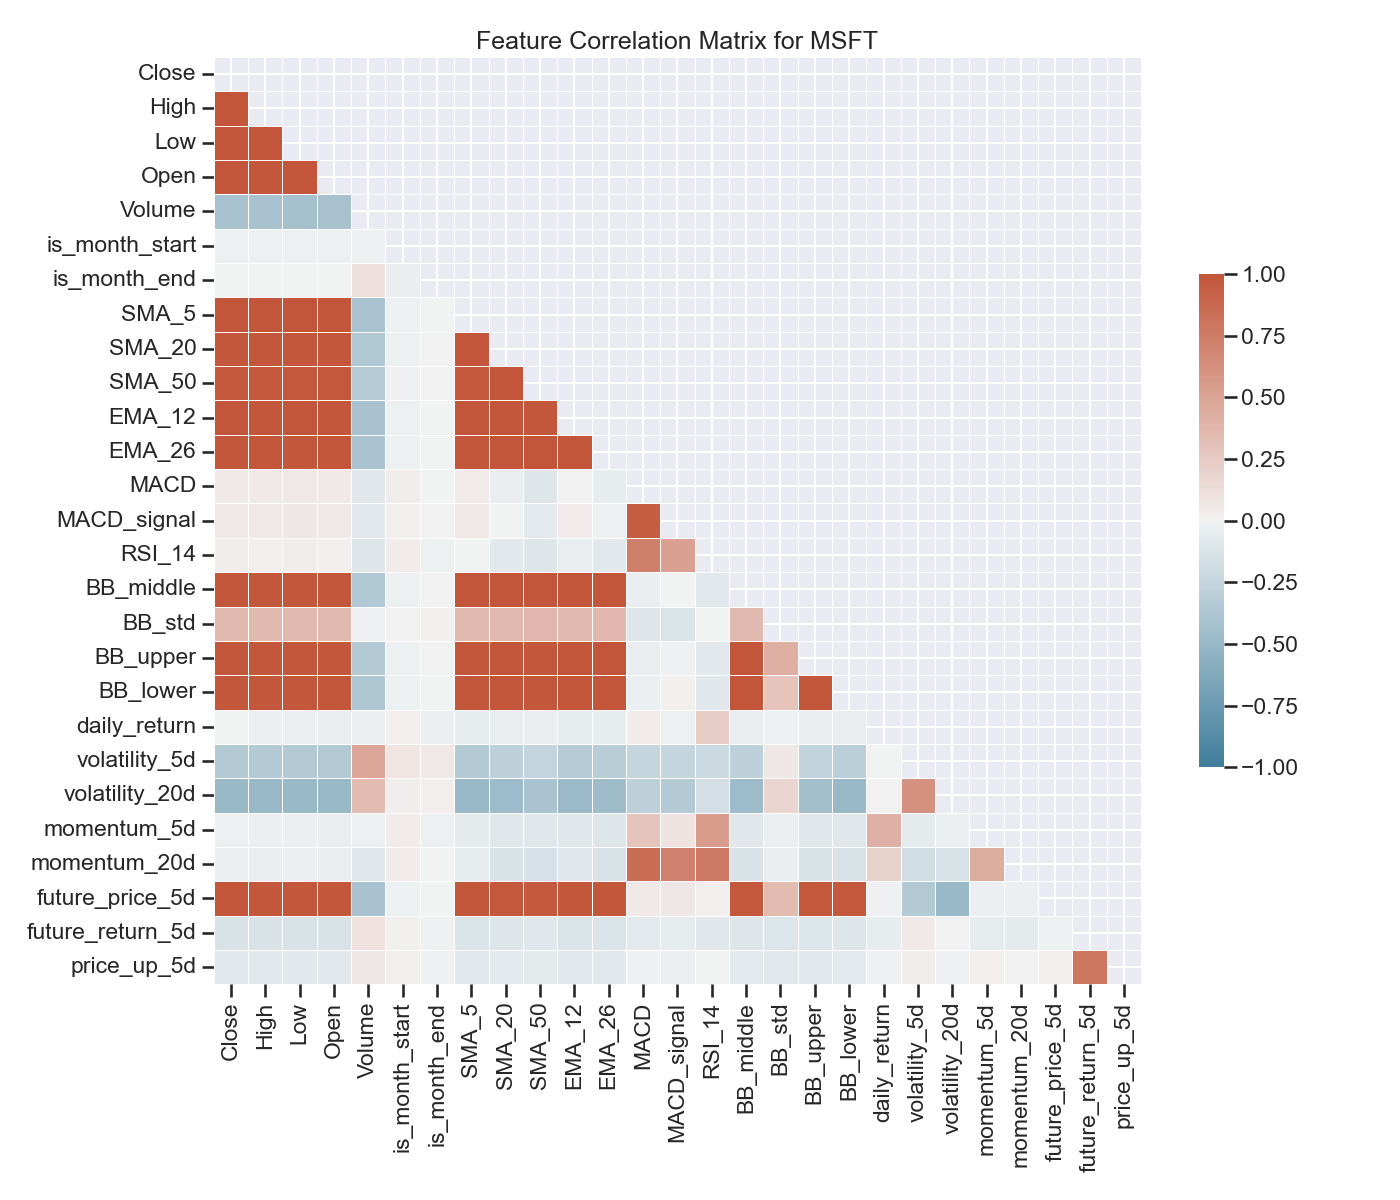 Feature Correlation Matrix for MSFT
Close
High
Low
Open
Volume
is_month_start
is_month_end
SMA_5
SMA_20
SMA_50
EMA_12
EMA_26
MACD
MACD_signal
RSI_14
BB_middle
BB_std
BB_upper
BB_lower
daily_return
volatility_5d
volatility_20d
momentum_5d
momentum_20d
future_price_5d
future_return_5d
price_up_5d
Close
High
Low
Open
Volume
is_month_start
is_month_end
SMA_5
SMA_20
SMA_50
EMA_12
EMA_26
MACD
MACD_signal
RSI_14
BB_middle
BB_std
BB_upper
BB_lower
daily_return
volatility_5d
volatility_20d
momentum_5d
momentum_20d
future_price_5d
future_return_5d
price_up_5d
1.00
0.75
0.50
0.25
0.00
−0.25
−0.50
−0.75
−1.00